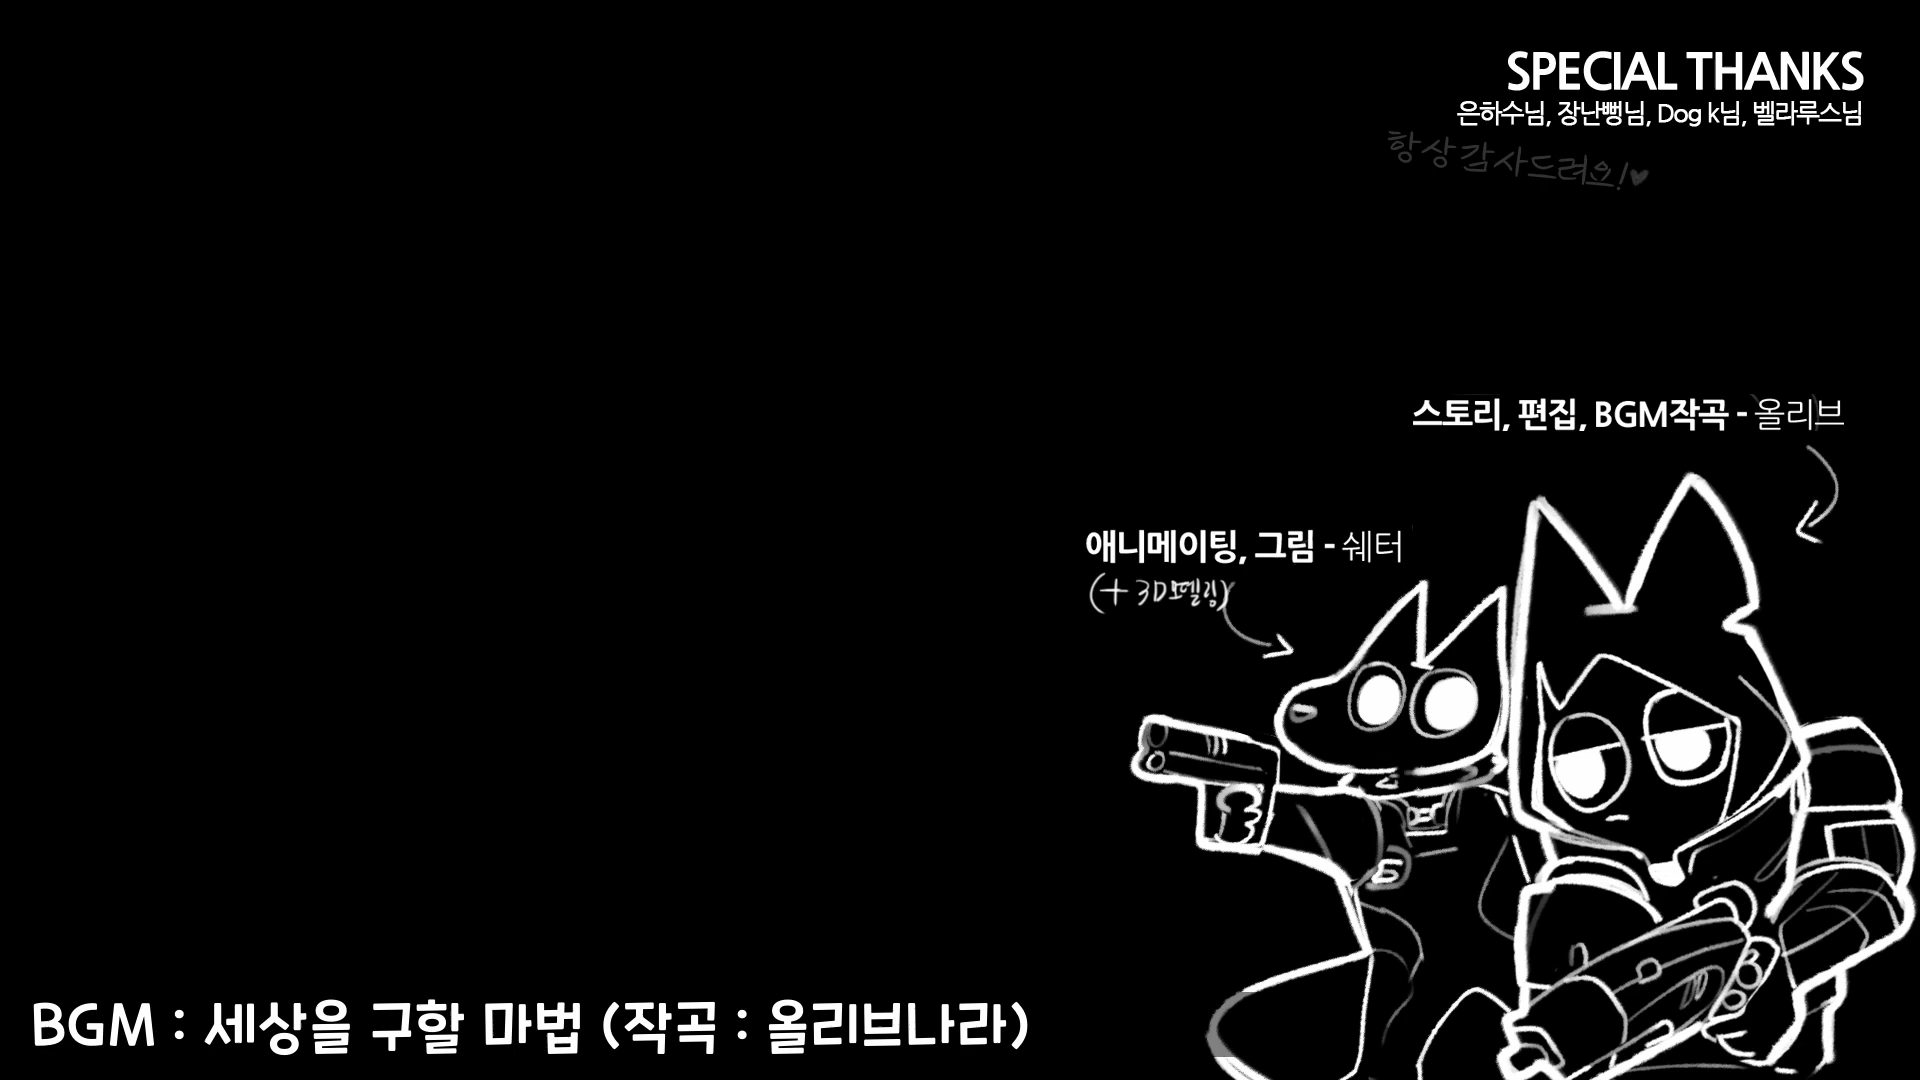 SPECIAL THANKS
은하수님, 장난뻥님, Dog k님, 벨라루스님
항상 감사드려요!♥
스토리, 편집, BGM작곡 - 올리브
애니메이팅, 그림 - 쉐터
(+ 3D모델링)
BGM : 세상을 구할 마법 (작곡 : 올리브나라)